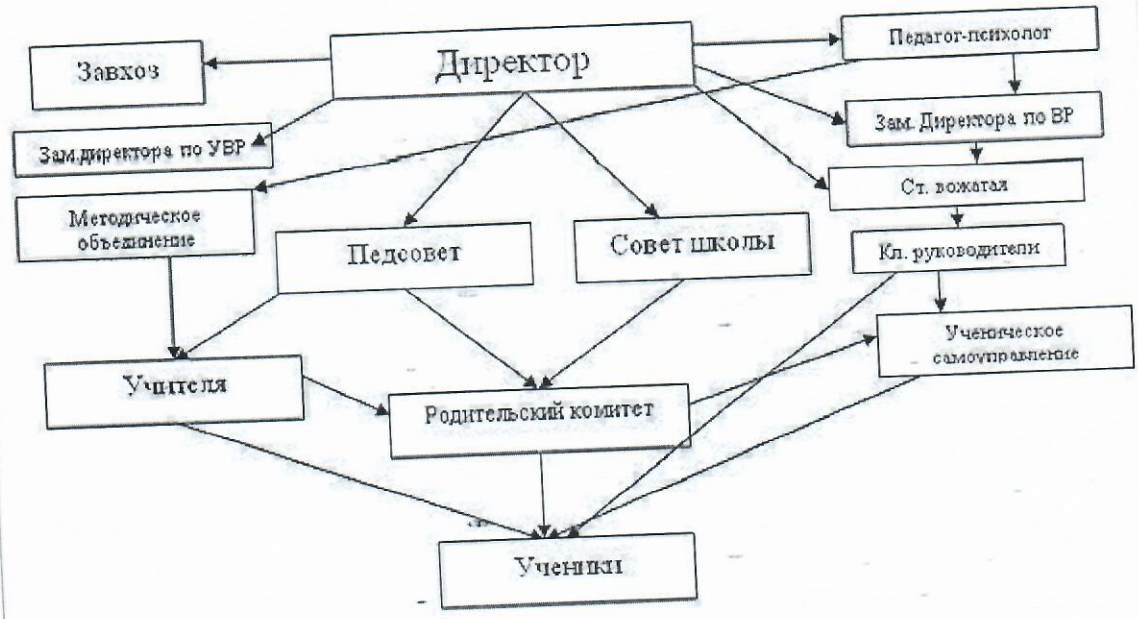 Педагог-психолог
Директор
Завхоз
Зам. Директора по ВР
Зам.директора по УВР
Ст. вожатая
Методическое
объединение
Педсовет
Совет школы
Кл. руководители
Ученическое
самоуправление
Учителя
Родительский комитет
Ученики